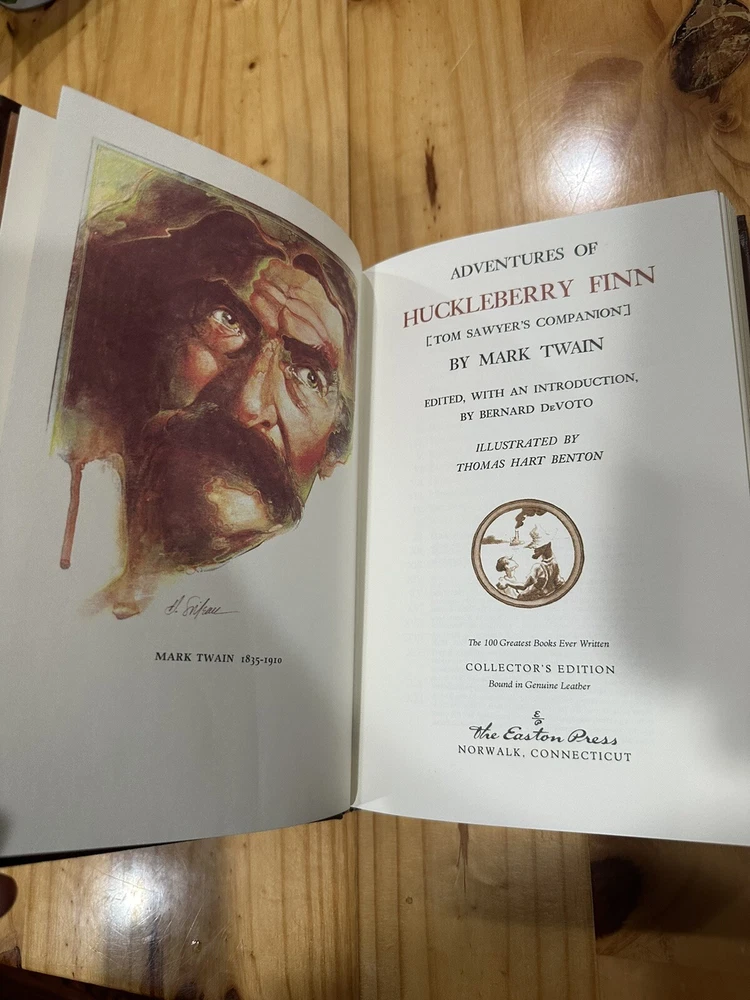 MARK TWAIN 1835-1910
ADVENTURES OF
HUCKLEBERRY FINN
[TOM SAWYER'S COMPANION]
BY MARK TWAIN
EDITED, WITH AN INTRODUCTION,
BY BERNARD DEVOTO
ILLUSTRATED BY
THOMAS HART BENTON
The 100 Greatest Books Ever Written
COLLECTOR'S EDITION
Bound in Genuine Leather
E
P
The Easton Press
NORWALK, CONNECTICUT